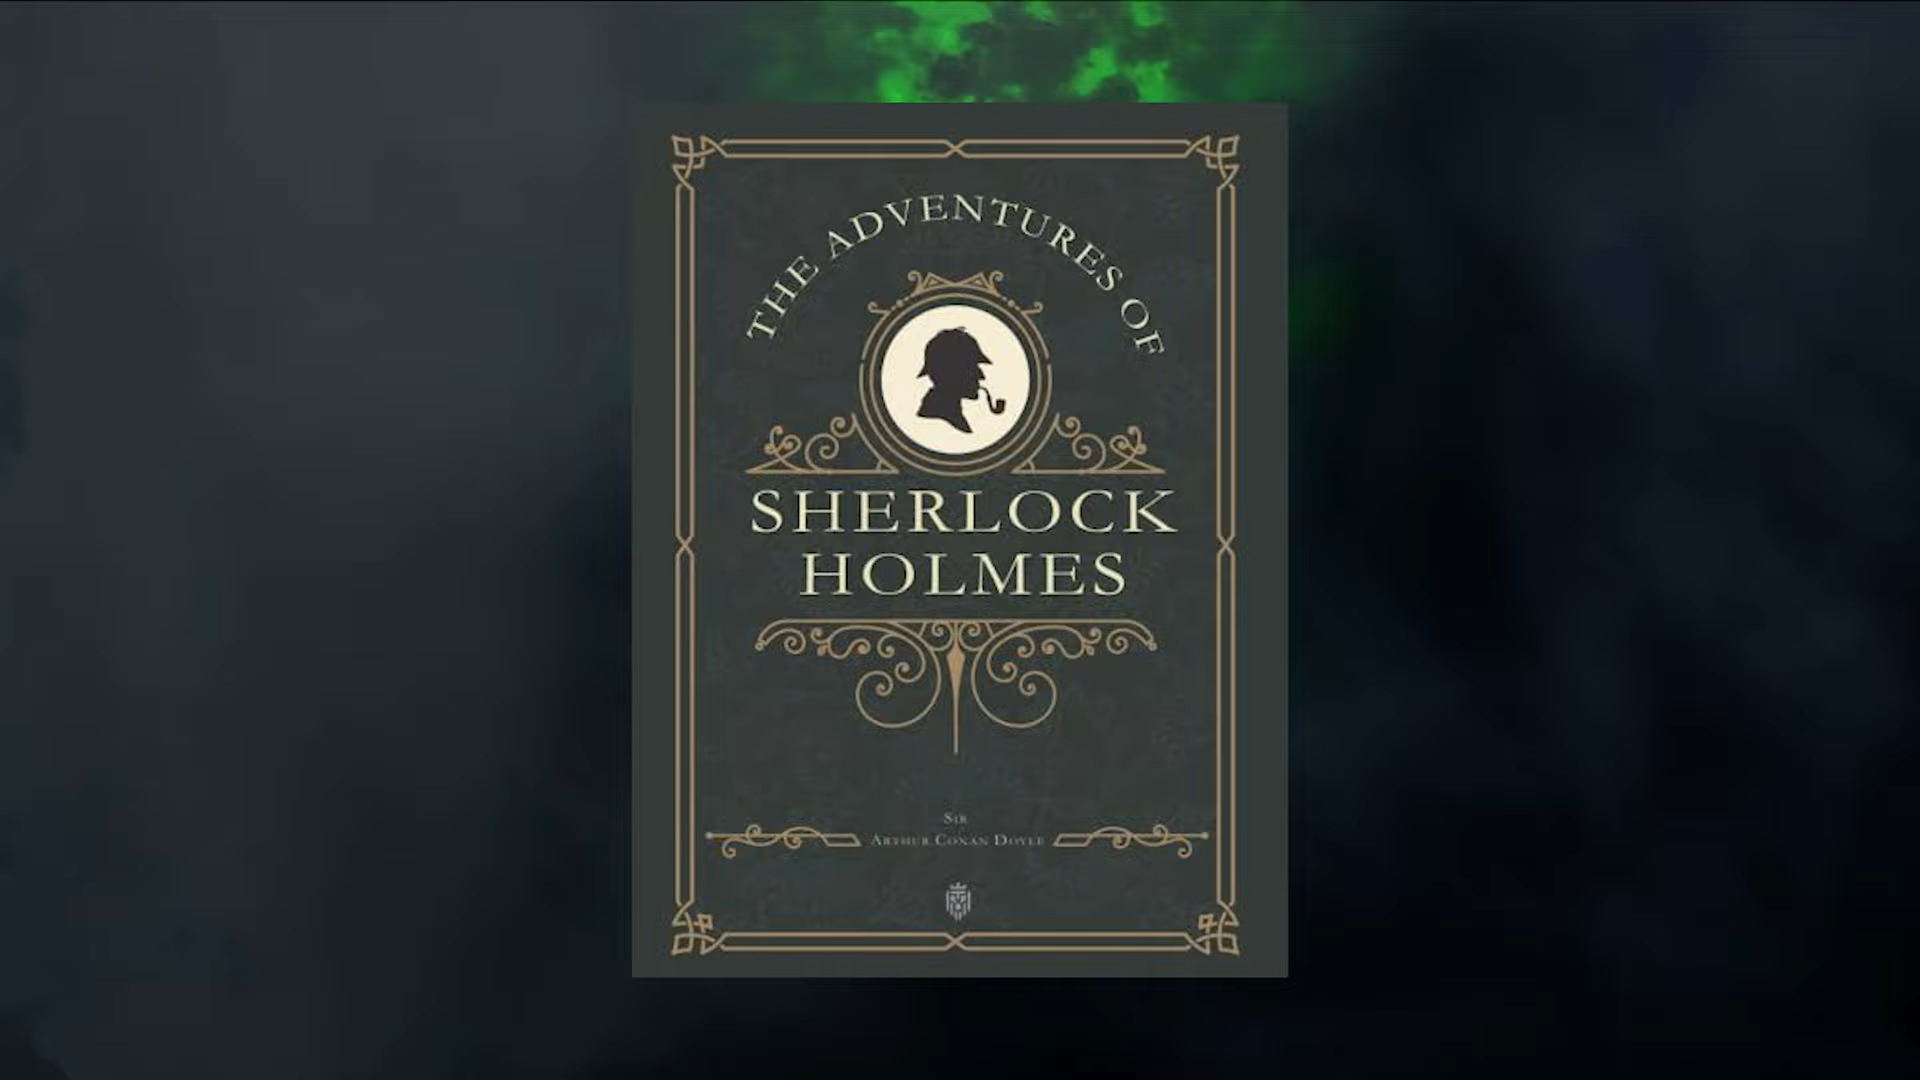 THE ADVENTURES OF
SHERLOCK
HOLMES
SIR
ARTHUR CONAN DOYLE